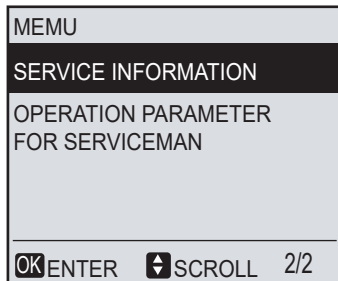 MEMU
SERVICE INFORMATION
OPERATION PARAMETER
FOR SERVICEMAN
OK ENTER SCROLL 2/2